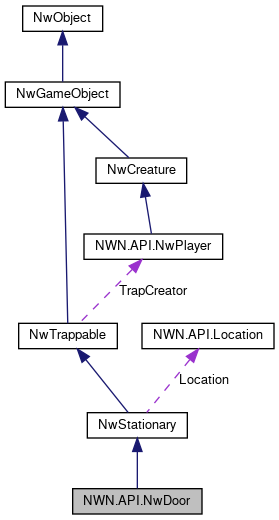 NwObject
NwGameObject
NwCreature
NWN.API.NwPlayer
TrapCreator
NwTrappable
NWN.API.Location
Location
NwStationary
NWN.API.NwDoor